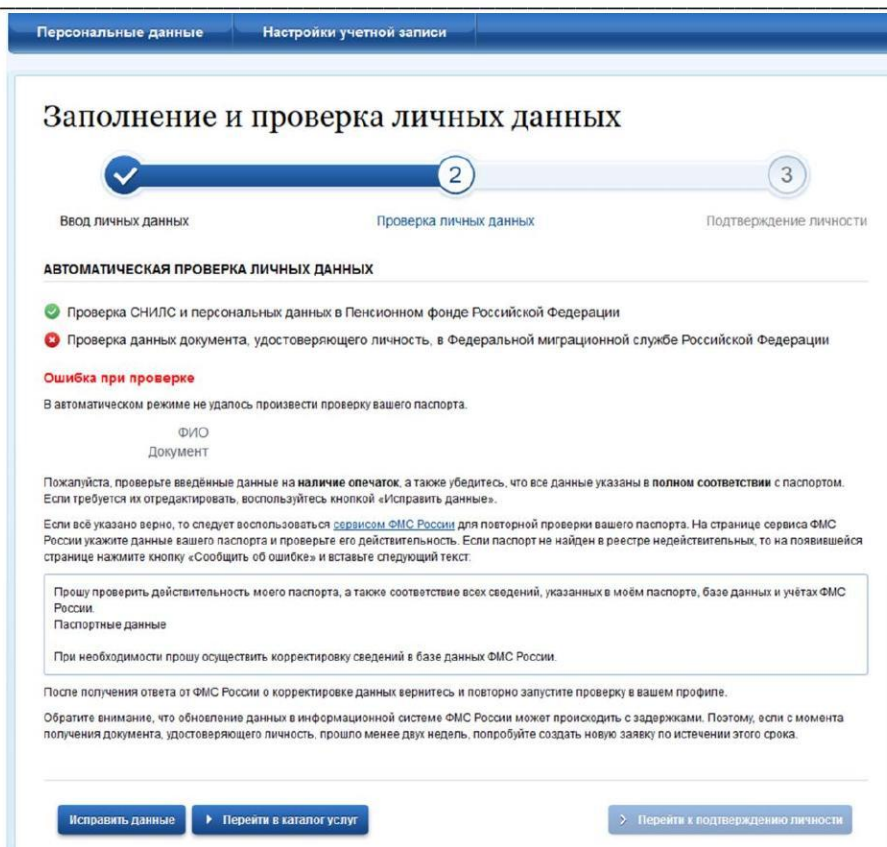 Персональные данные Настройки учетной записи
Заполнение и проверка личных данных
2 3
Ввод личных данных Проверка личных данных Подтверждение личности
АВТОМАТИЧЕСКАЯ ПРОВЕРКА ЛИЧНЫХ ДАННЫХ
Проверка СНИЛС и персональных данных в Пенсионном фонде Российской Федерации
Проверка данных документа, удостоверяющего личность, в Федеральной миграционной службе Российской Федерации
Ошибка при проверке
В автоматическом режиме не удалось произвести проверку вашего паспорта.
ФИО
Документ
Пожалуйста, проверьте введённые данные на наличие опечаток, а также убедитесь, что все данные указаны в полном соответствии с паспортом.
Если требуется их отредактировать, воспользуйтесь кнопкой «Исправить данные».
Если всё указано верно, то следует воспользоваться сервисом ФМС России для повторной проверки вашего паспорта. На странице сервиса ФМС
России укажите данные вашего паспорта и проверьте его действительность. Если паспорт не найден в реестре недействительных, то на появившейся
странице нажмите кнопку «Сообщить об ошибке» и вставьте следующий текст:
Прошу проверить действительность моего паспорта, а также соответствие всех сведений, указанных в моём паспорте, базе данных и учётах ФМС
России.
Паспортные данные
При необходимости прошу осуществить корректировку сведений в базе данных ФМС России.
После получения ответа от ФМС России о корректировке данных вернитесь и повторно запустите проверку в вашем профиле.
Обратите внимание, что обновление данных в информационной системе ФМС России может происходить с задержками. Поэтому, если с момента
получения документа, удостоверяющего личность, прошло менее двух недель, попробуйте создать новую заявку по истечении этого срока.
Исправить данные Перейти в каталог услуг Перейти к подтверждению личности